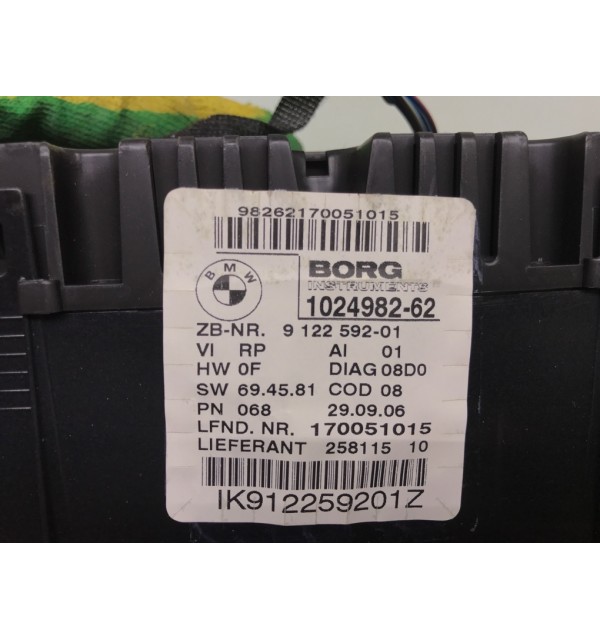 98262170051015
BMW
BORG
INSTRUMENTS
1024982-62
ZB-NR. 9 122 592-01
VI RP AI 01
HW 0F DIAG 08D0
SW 69.45.81 COD 08
PN 068 29.09.06
LFND. NR. 170051015
LIEFERANT 258115 10
IK912259201Z